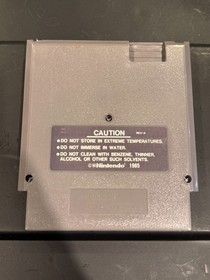 CAUTION
REV-A
●DO NOT STORE IN EXTREME TEMPERATURES.
●DO NOT IMMERSE IN WATER.
●DO NOT CLEAN WITH BENZENE, THINNER,
ALCOHOL OR OTHER SUCH SOLVENTS.
©®Nintendo® 1985